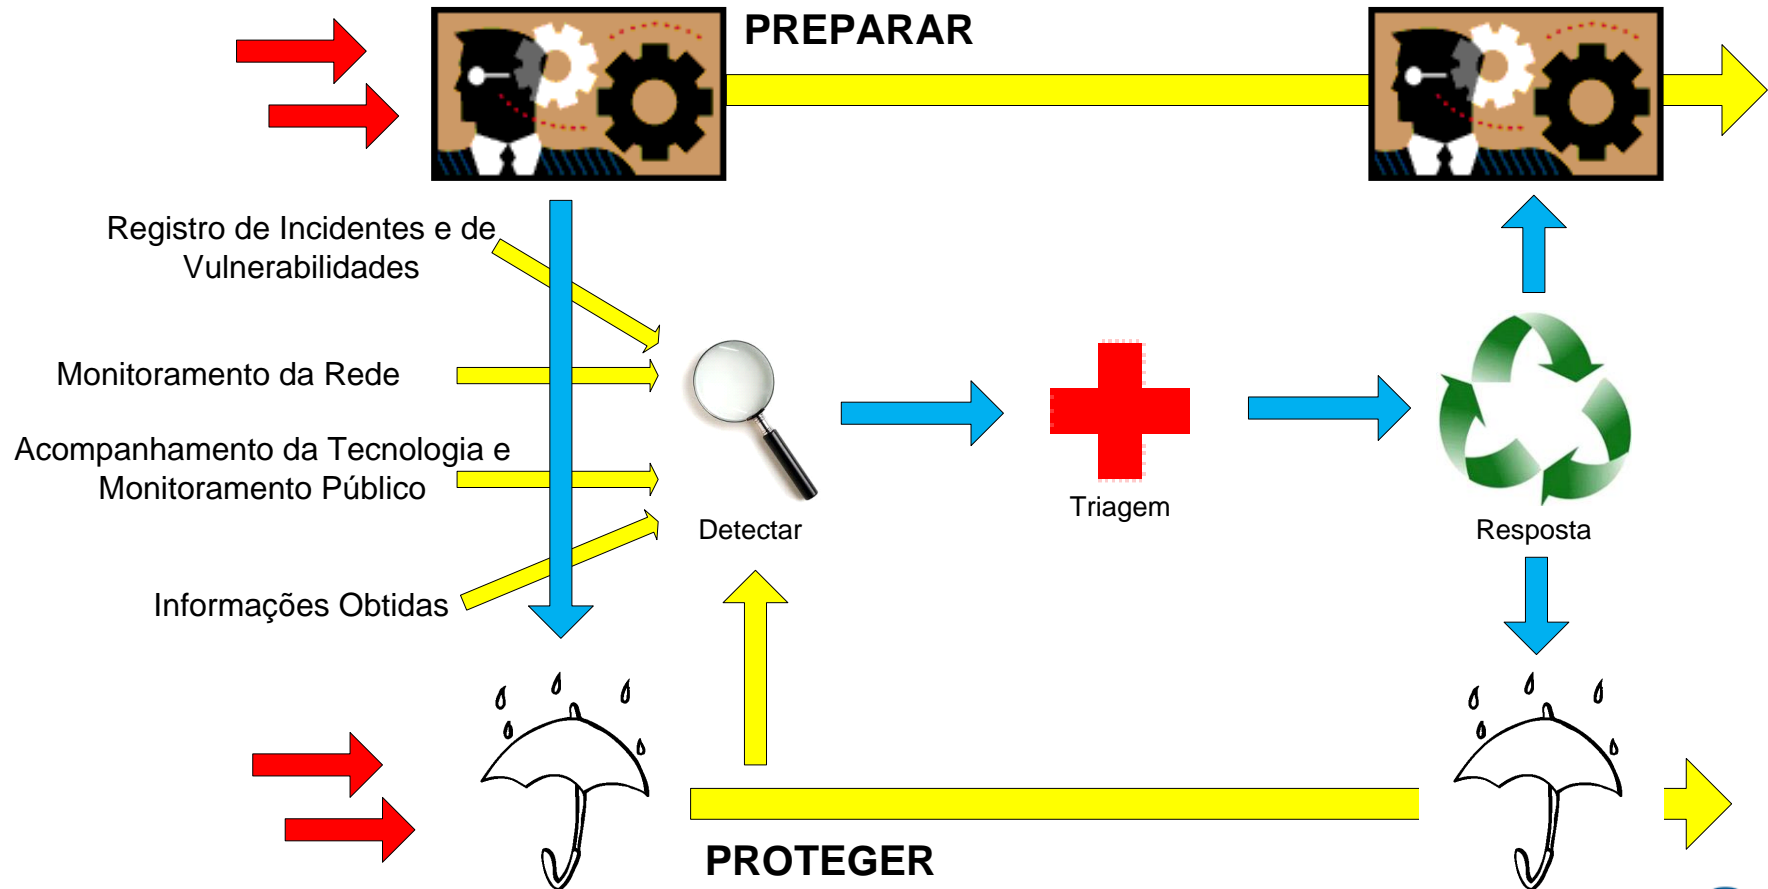 PREPARAR
Registro de Incidentes e de
Vulnerabilidades
Monitoramento da Rede
Acompanhamento da Tecnologia e
Monitoramento Público
Informações Obtidas
Detectar
Triagem
Resposta
PROTEGER